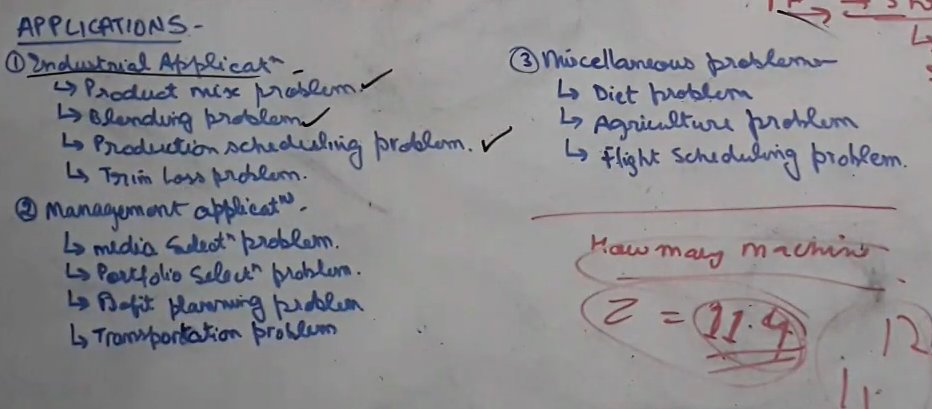 APPLICATIONS -
① Industrial Applicatⁿ -
↳ Product mix problem. ✓
↳ Blending problem ✓
↳ Production scheduling problem. ✓
↳ Trim Loss problem.
② Management applicatⁿ -
↳ media Selectⁿ problem.
↳ Portfolio Selectⁿ problem.
↳ Profit planning problem
↳ Transportation problem
③ Miscellaneous problem -
↳ Diet problem
↳ Agriculture problem
↳ Flight Scheduling problem.
How many machine
Z = 11.4
12